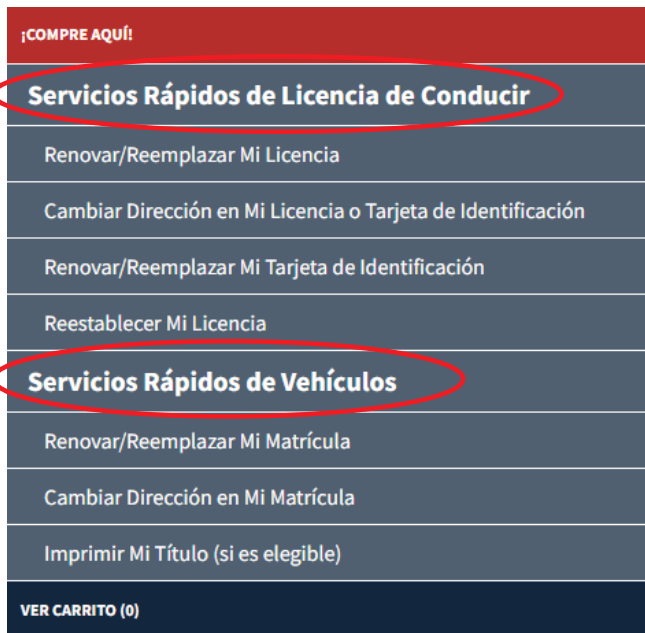 ¡COMPRE AQUÍ!
Servicios Rápidos de Licencia de Conducir
Renovar/Reemplazar Mi Licencia
Cambiar Dirección en Mi Licencia o Tarjeta de Identificación
Renovar/Reemplazar Mi Tarjeta de Identificación
Reestablecer Mi Licencia
Servicios Rápidos de Vehículos
Renovar/Reemplazar Mi Matrícula
Cambiar Dirección en Mi Matrícula
Imprimir Mi Título (si es elegible)
VER CARRITO (0)